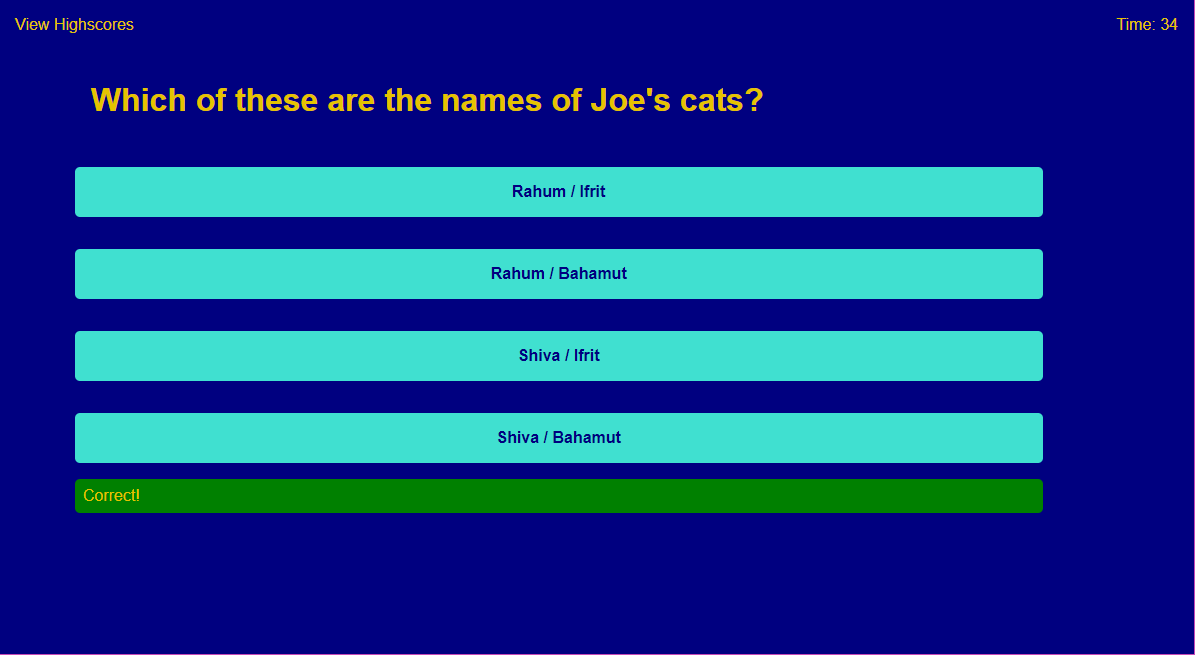 View Highscores
Time: 34
Which of these are the names of Joe's cats?
Rahum / Ifrit
Rahum / Bahamut
Shiva / Ifrit
Shiva / Bahamut
Correct!